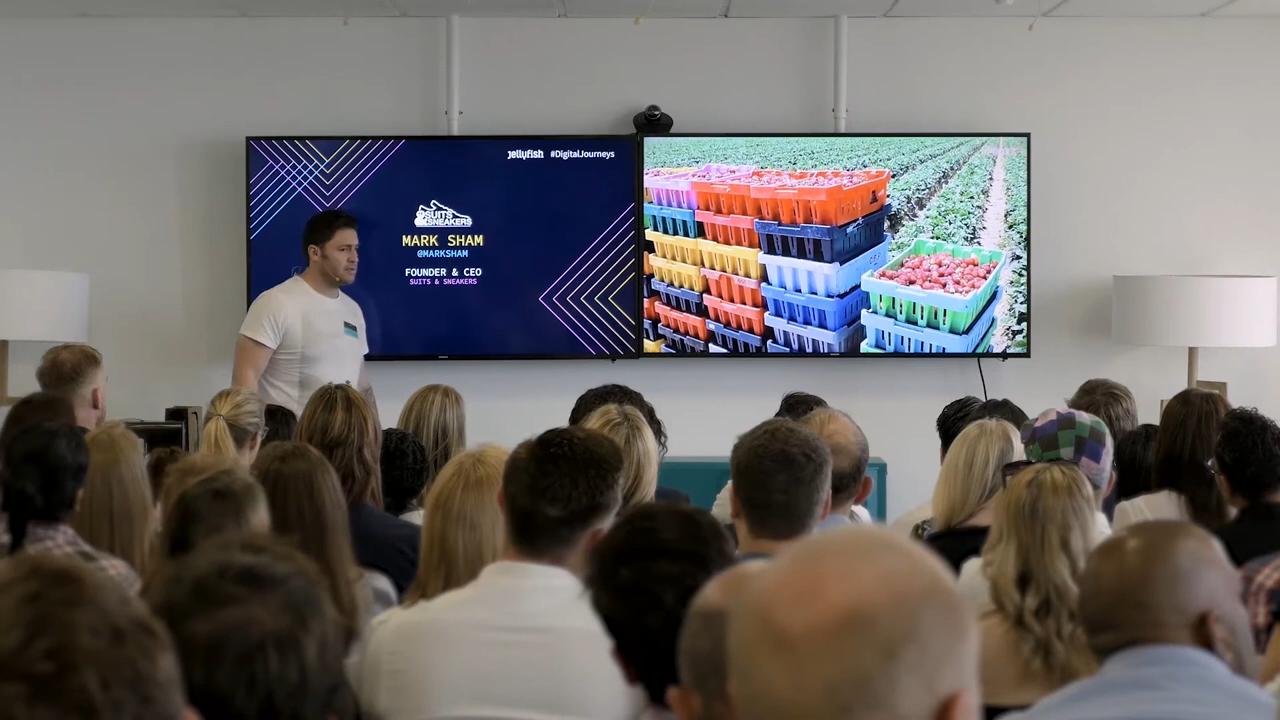 jellyfish #DigitalJourneys
SUITS
SNEAKERS
MARK SHAM
@MARKSHAM
FOUNDER & CEO
SUITS & SNEAKERS